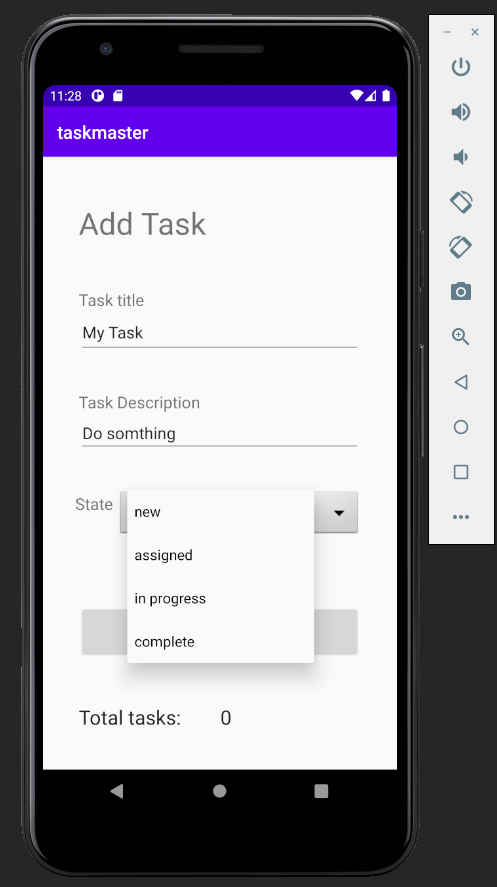 11:28
taskmaster
Add Task
Task title
My Task
Task Description
Do somthing
State
new
assigned
in progress
complete
Total tasks: 0